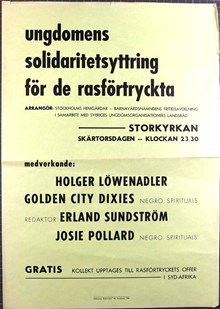 ungdomens
solidaritetsyttring
för de rasförtryckta
ARRANGÖR: STOCKHOLMS HEMGÅRDAR – BARNAVÅRDSNÄMNDENS FRITIDSAVDELNING
I SAMARBETE MED SVERIGES UNGDOMSORGANISATIONERS LANDSRÅD
STORKYRKAN
SKÄRTORSDAGEN – KLOCKAN 23.30
medverkande:
HOLGER LÖWENADLER
GOLDEN CITY DIXIES NEGRO SPIRITUALS
REDAKTÖR ERLAND SUNDSTRÖM
JOSIE POLLARD NEGRO SPIRITUALS
GRATIS KOLLEKT UPPTAGES TILL RASFÖRTRYCKETS OFFER
I SYD-AFRIKA